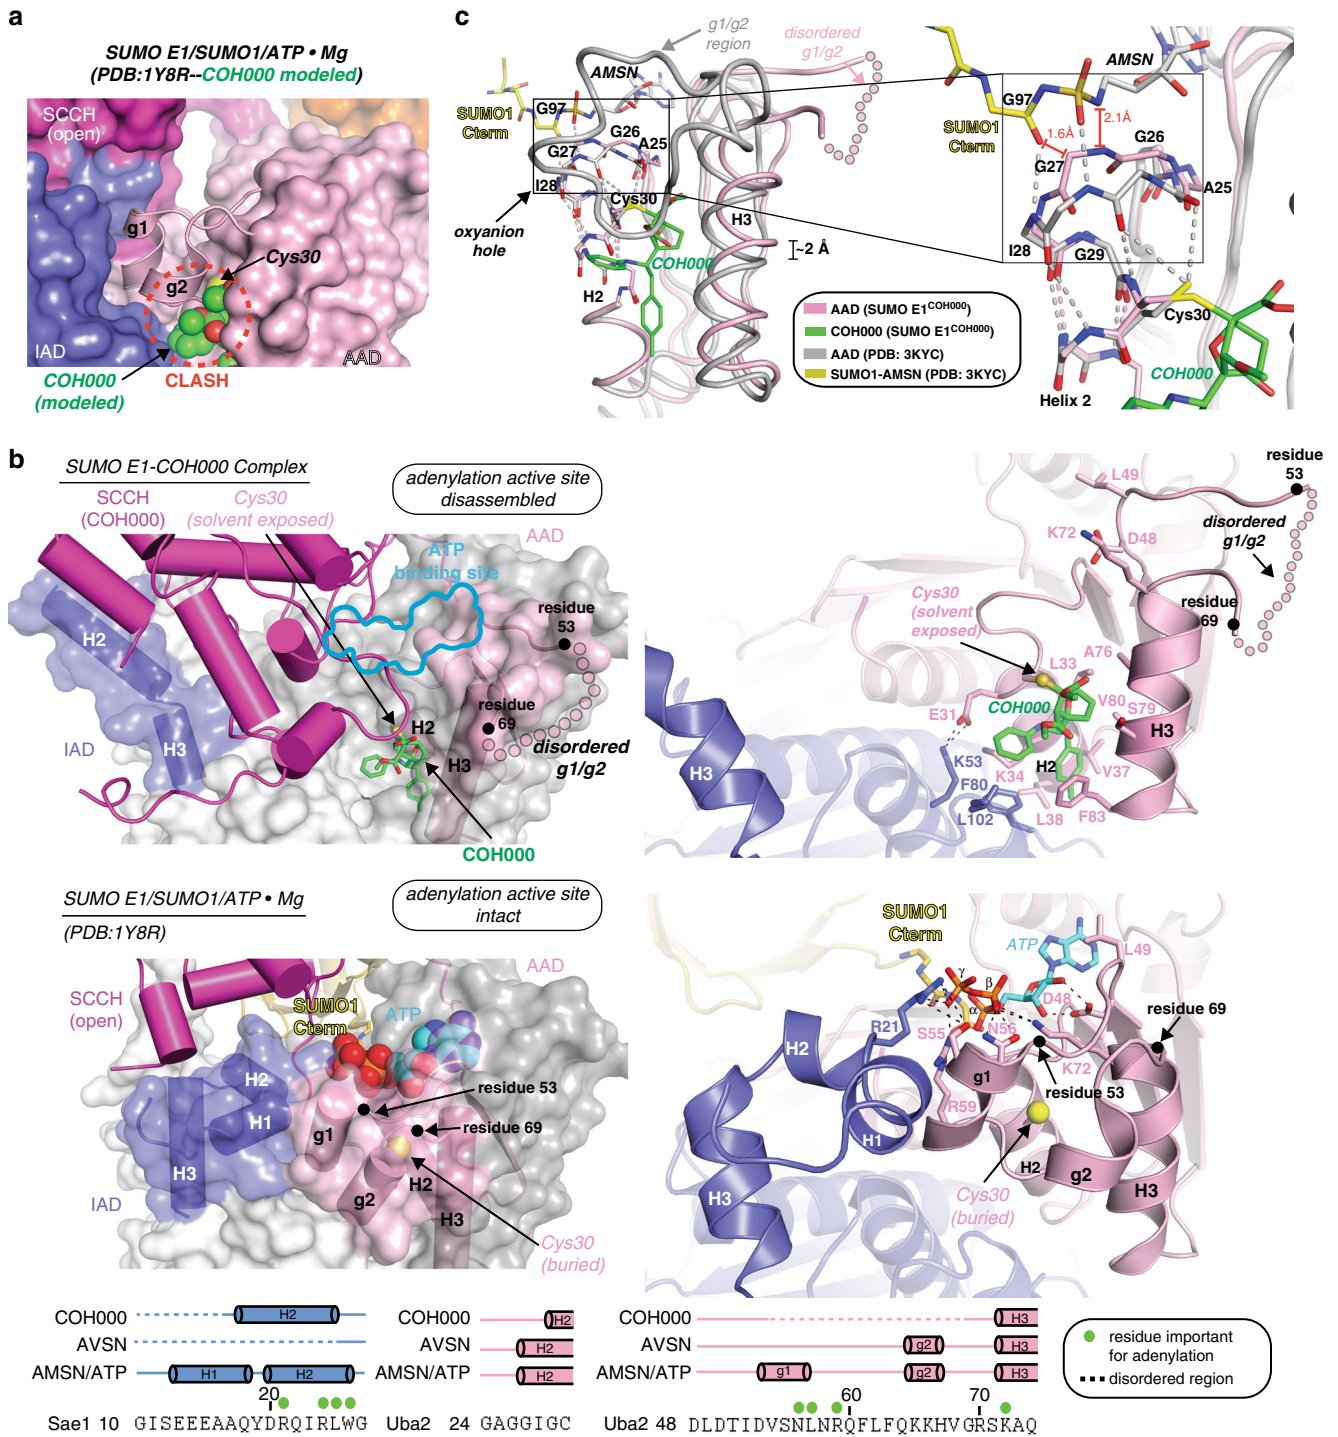 a
SUMO E1/SUMO1/ATP • Mg
(PDB:1Y8R--COH000 modeled)
SCCH
(open)
g1
g2
Cys30
IAD
AAD
COH000
(modeled)
CLASH
c
g1/g2
region
disordered
g1/g2
AMSN
SUMO1
Cterm
G97
G26
G27
A25
I28
Cys30
oxyanion
hole
H3
COH000
~2 Å
H2
AAD (SUMO E1COH000)
COH000 (SUMO E1COH000)
AAD (PDB: 3KYC)
SUMO1-AMSN (PDB: 3KYC)
AMSN
G97
SUMO1
Cterm
2.1Å
1.6Å
G26
G27
A25
I28
G29
Cys30
COH000
Helix 2
b
SUMO E1-COH000 Complex
SCCH
(COH000)
Cys30
(solvent exposed)
adenylation active site
disassembled
AAD
ATP
binding site
residue
53
H2
residue
69
H2
IAD
H3
H3
disordered
g1/g2
COH000
L49
residue
53
K72
D48
disordered
g1/g2
Cys30
(solvent
exposed)
residue
69
A76
L33
COH000
V80
S79
E31
H3
H3
K53
K34
H2
V37
F80
L102
L38
F83
SUMO E1/SUMO1/ATP • Mg
(PDB:1Y8R)
adenylation active site
intact
AAD
SCCH
(open)
SUMO1
Cterm
ATP
H2
residue 53
H1
g1
residue 69
H3
g2
H2
IAD
H3
Cys30
(buried)
SUMO1
Cterm
ATP
L49
γ
β
α
D48
R21
S55
N56
residue 69
H2
g1
K72
residue 53
R59
H1
H2
g2
H3
H3
Cys30
(buried)
COH000
H2
AVSN
AMSN/ATP
H1
H2
20
Sae1 10 GISEEEAAQYDRQIRLWG
COH000
H2
AVSN
H2
AMSN/ATP
H2
Uba2 24 GAGGIGC
COH000
H3
AVSN
g2
H3
AMSN/ATP
g1
g2
H3
60
70
Uba2 48 DLDTIDVSNLNRQFLFQKKHVGRSKAQ
residue important
for adenylation
disordered region